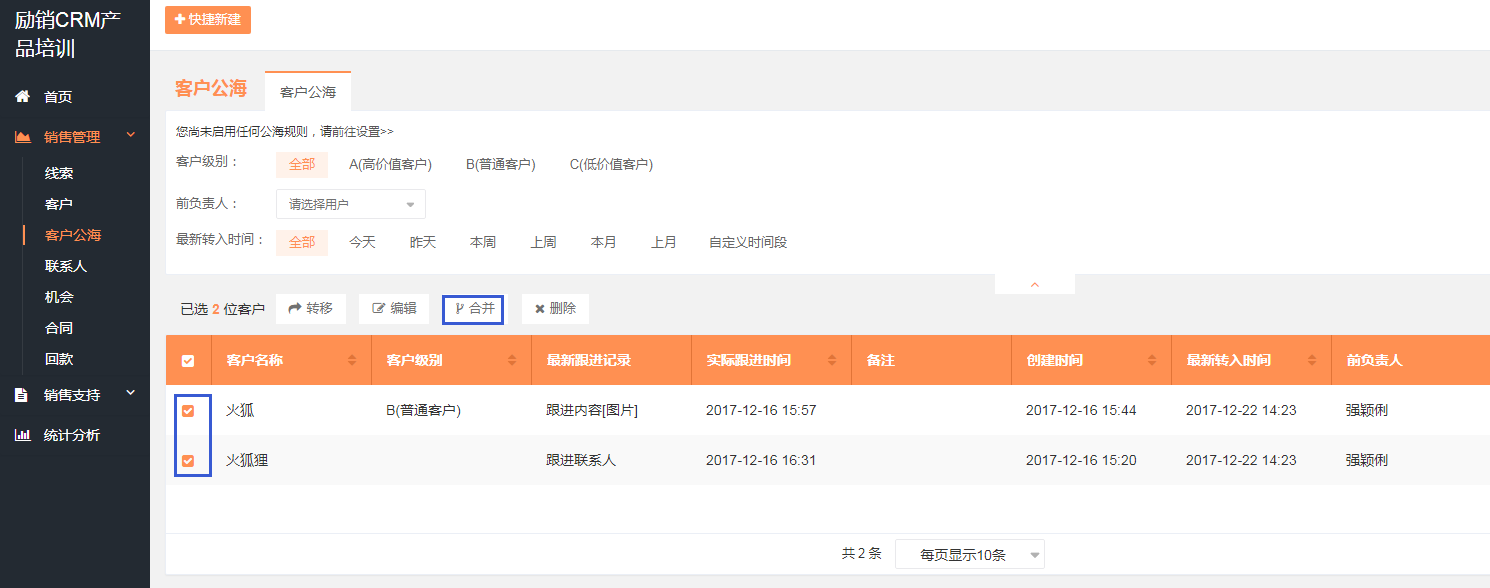 励销CRM产
品培训
首页
销售管理
线索
客户
客户公海
联系人
机会
合同
回款
销售支持
统计分析
快捷新建
客户公海 客户公海
您尚未启用任何公海规则，请前往设置>>
客户级别： 全部 A(高价值客户) B(普通客户) C(低价值客户)
前负责人： 请选择用户
最新转入时间： 全部 今天 昨天 本周 上周 本月 上月 自定义时间段
已选 2 位客户 转移 编辑 合并 删除
客户名称 客户级别 最新跟进记录 实际跟进时间 备注 创建时间 最新转入时间 前负责人
火狐 B(普通客户) 跟进内容[图片] 2017-12-16 15:57 2017-12-16 15:44 2017-12-22 14:23 强颖俐
火狐狸 跟进联系人 2017-12-16 16:31 2017-12-16 15:20 2017-12-22 14:23 强颖俐
共 2 条 每页显示10条